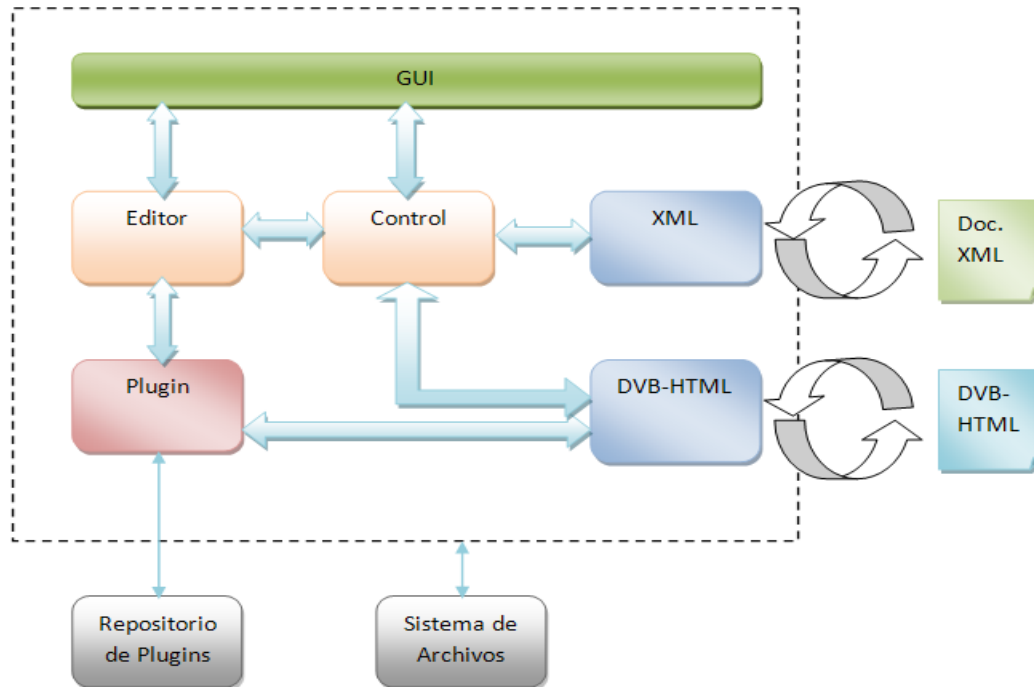 GUI
Editor
Control
XML
Doc.
XML
Plugin
DVB-HTML
DVB-
HTML
Repositorio
de Plugins
Sistema de
Archivos